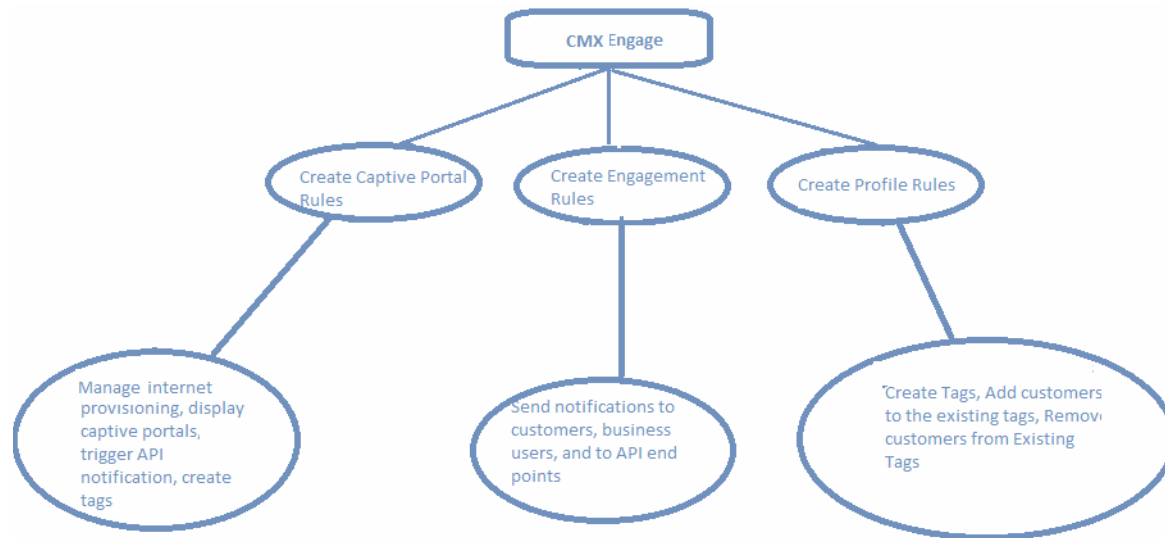 CMX Engage
Create Captive Portal
Rules
Create Engagement
Rules
Create Profile Rules
Manage internet
provisioning, display
captive portals,
trigger API
notification, create
tags
Send notifications to
customers, business
users, and to API end
points
Create Tags, Add customers
to the existing tags, Remove
customers from Existing
Tags